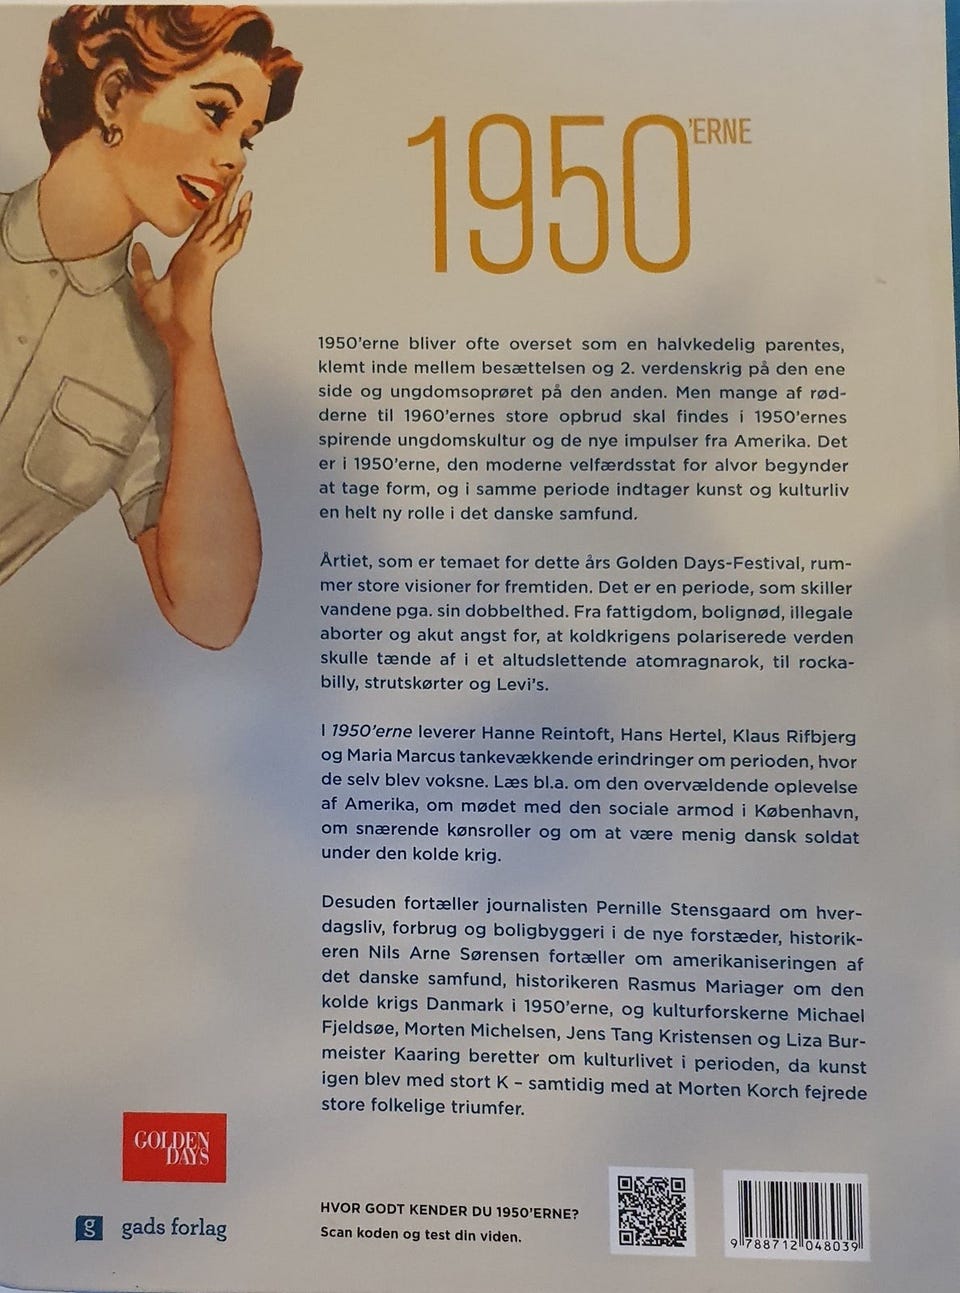 1950'ERNE
1950'erne bliver ofte overset som en halvkedelig parentes,
klemt inde mellem besættelsen og 2. verdenskrig på den ene
side og ungdomsoprøret på den anden. Men mange af rød-
derne til 1960'ernes store opbrud skal findes i 1950'ernes
spirende ungdomskultur og de nye impulser fra Amerika. Det
er i 1950'erne, den moderne velfærdsstat for alvor begynder
at tage form, og i samme periode indtager kunst og kulturliv
en helt ny rolle i det danske samfund.
Årtiet, som er temaet for dette års Golden Days-Festival, rum-
mer store visioner for fremtiden. Det er en periode, som skiller
vandene pga. sin dobbelthed. Fra fattigdom, bolignød, illegale
aborter og akut angst for, at koldkrigens polariserede verden
skulle tænde af i et altudslettende atomragnarok, til rocka-
billy, strutskørter og Levi's.
I 1950'erne leverer Hanne Reintoft, Hans Hertel, Klaus Rifbjerg
og Maria Marcus tankevækkende erindringer om perioden, hvor
de selv blev voksne. Læs bl.a. om den overvældende oplevelse
af Amerika, om mødet med den sociale armod i København,
om snærende kønsroller og om at være menig dansk soldat
under den kolde krig.
Desuden fortæller journalisten Pernille Stensgaard om hver-
dagsliv, forbrug og boligbyggeri i de nye forstæder, historik-
eren Nils Arne Sørensen fortæller om amerikaniseringen af
det danske samfund, historikeren Rasmus Mariager om den
kolde krigs Danmark i 1950'erne, og kulturforskerne Michael
Fjeldsøe, Morten Michelsen, Jens Tang Kristensen og Liza Bur-
meister Kaaring beretter om kulturlivet i perioden, da kunst
igen blev med stort K – samtidig med at Morten Korch fejrede
store folkelige triumfer.
GOLDEN
DAYS
g gads forlag
HVOR GODT KENDER DU 1950'ERNE?
Scan koden og test din viden.
9 788712 048039